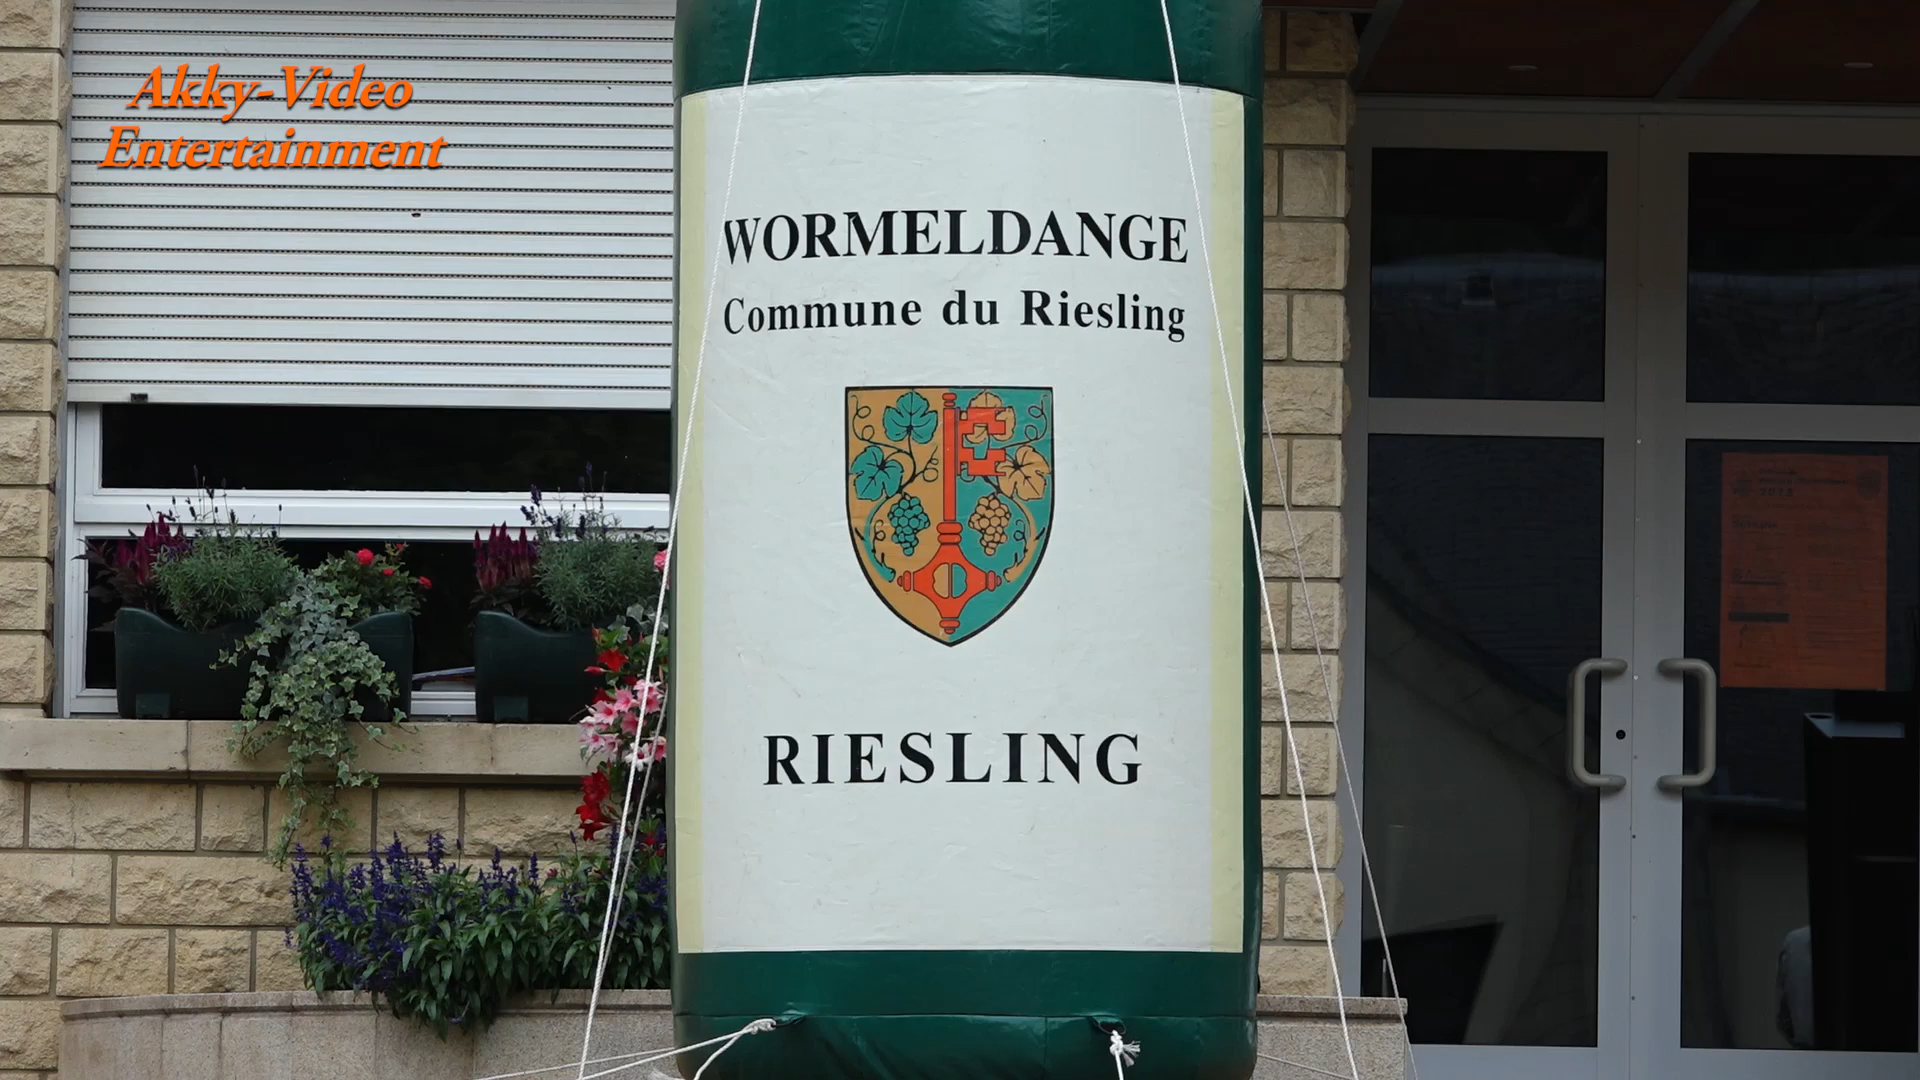 Akky-Video
Entertainment
WORMELDANGE
Commune du Riesling
RIESLING